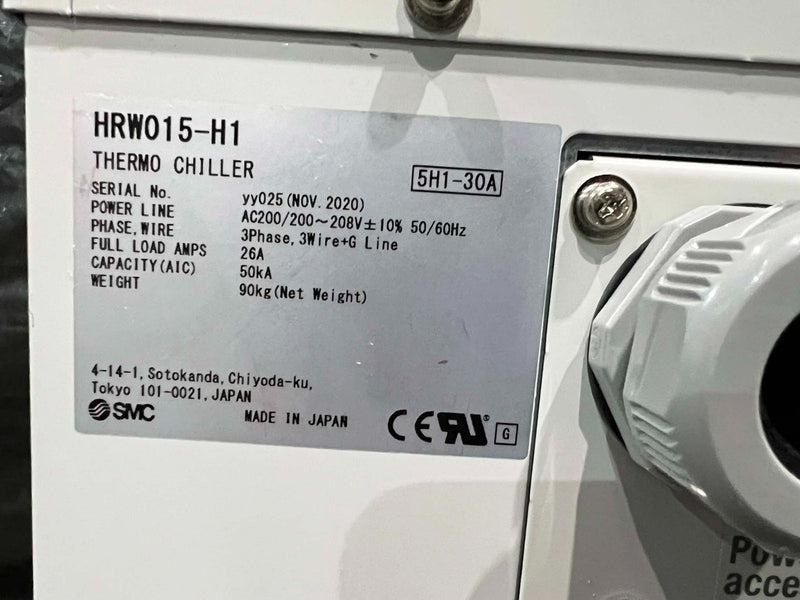 HRW015-H1
THERMO CHILLER
5H1-30A
SERIAL No. yy025 (NOV. 2020)
POWER LINE AC200/200~208V±10% 50/60Hz
PHASE, WIRE 3Phase, 3Wire+G Line
FULL LOAD AMPS 26A
CAPACITY(AIC) 50kA
WEIGHT 90kg(Net Weight)
4-14-1, Sotokanda, Chiyoda-ku,
Tokyo 101-0021, JAPAN
SMC MADE IN JAPAN
CE RU® G